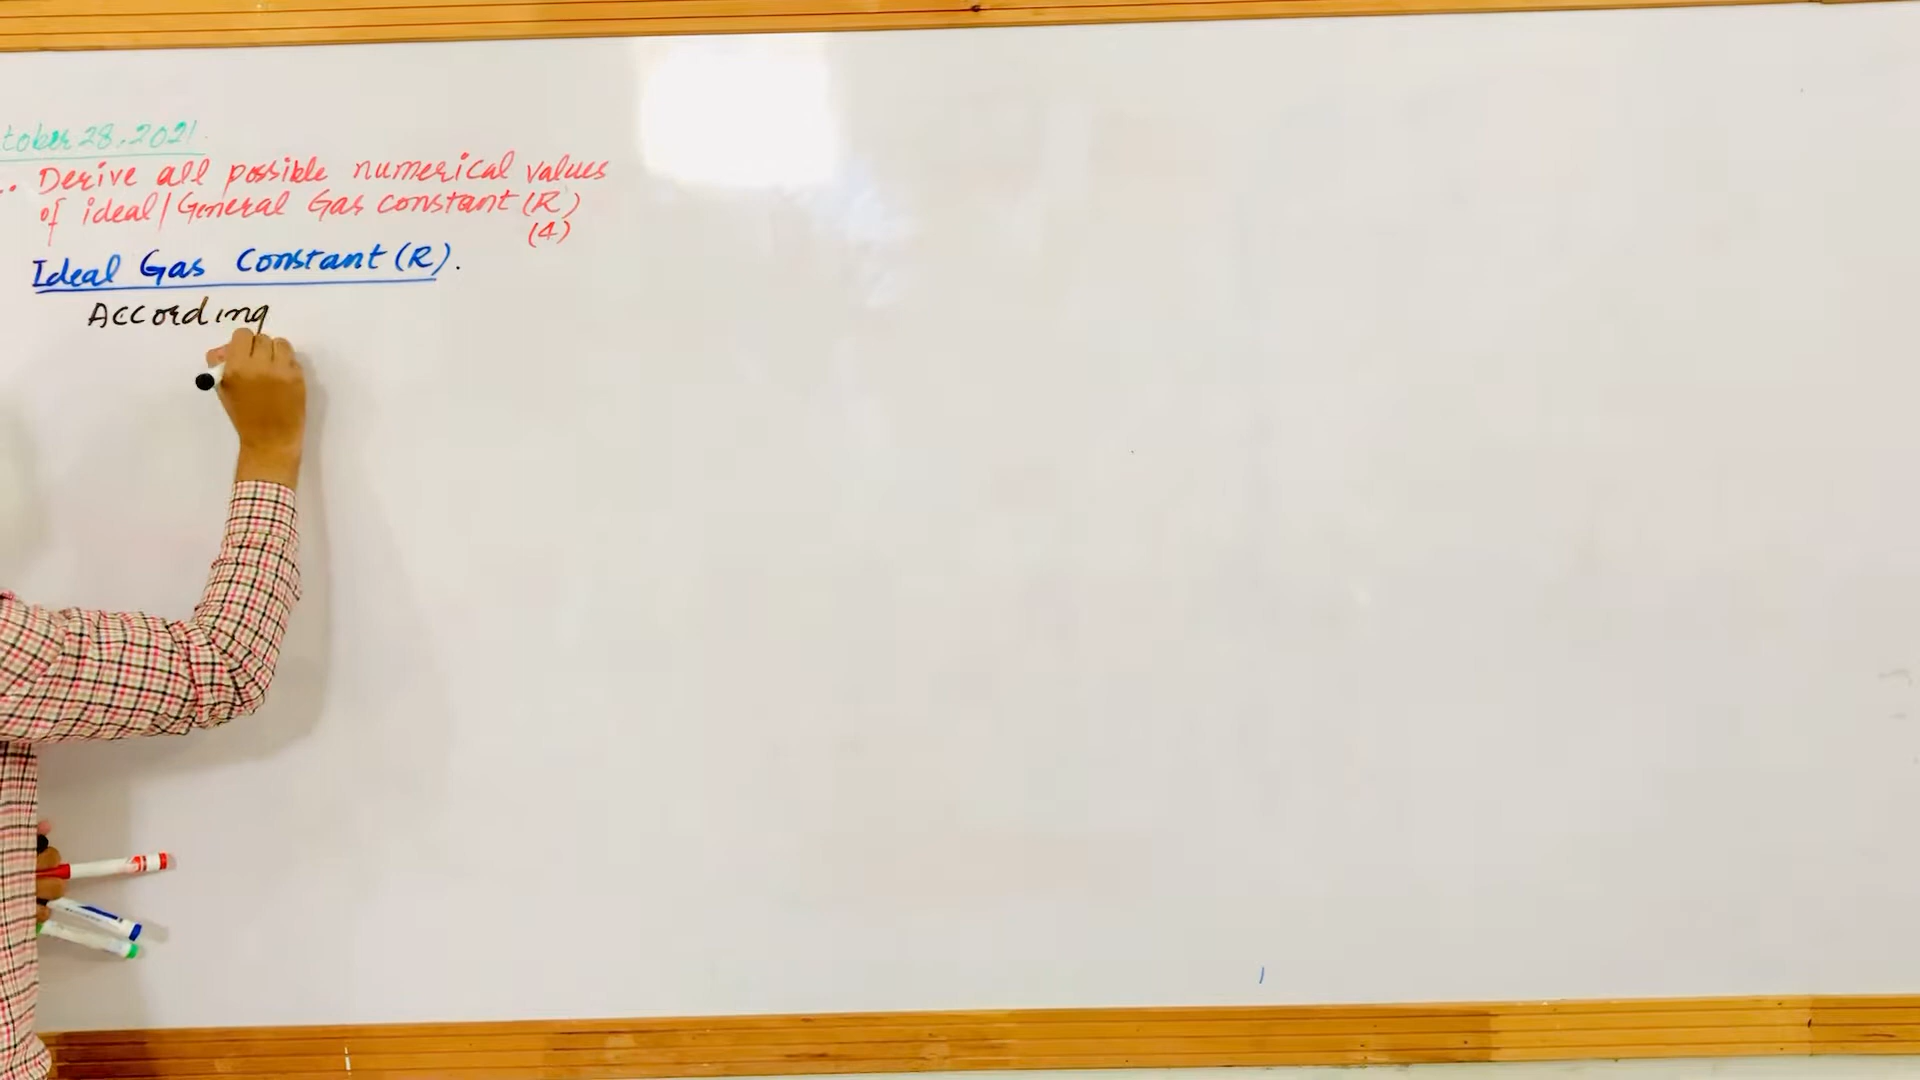 tober 28, 2021.
.. Derive all possible numerical values
of ideal/General Gas constant (R)
(4)
Ideal Gas Constant (R).
According